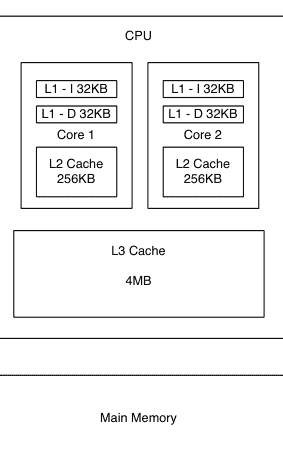 CPU
L1 - I 32KB
L1 - D 32KB
Core 1
L2 Cache
256KB
L1 - I 32KB
L1 - D 32KB
Core 2
L2 Cache
256KB
L3 Cache
4MB
Main Memory